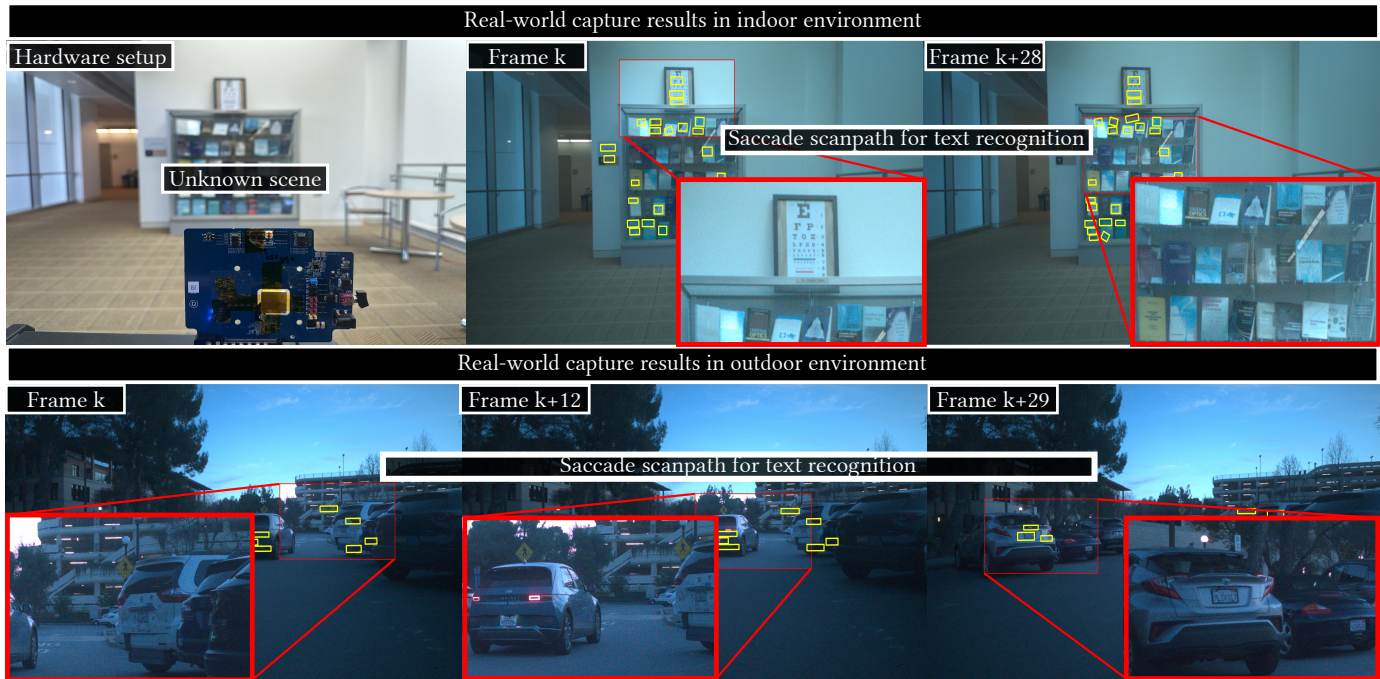 Real-world capture results in indoor environment
Hardware setup
Frame k
Frame k+28
Saccade scanpath for text recognition
Unknown scene
E
F P
T O Z
Real-world capture results in outdoor environment
Frame k
Frame k+12
Frame k+29
Saccade scanpath for text recognition